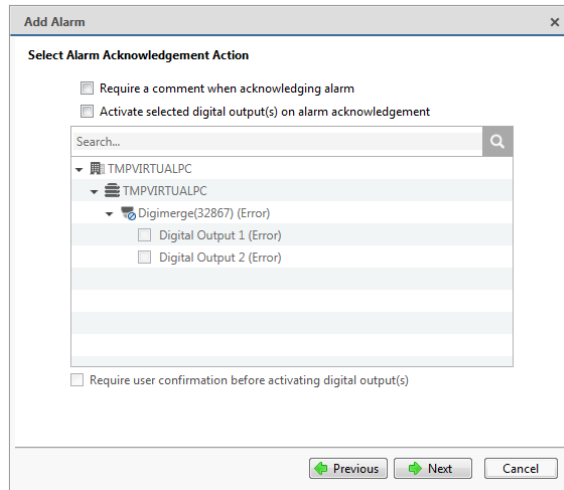 Add Alarm
Select Alarm Acknowledgement Action
Require a comment when acknowledging alarm
Activate selected digital output(s) on alarm acknowledgement
Search...
TMPVIRTUALPC
TMPVIRTUALPC
Digimerge(32867) (Error)
Digital Output 1 (Error)
Digital Output 2 (Error)
Require user confirmation before activating digital output(s)
Previous Next Cancel